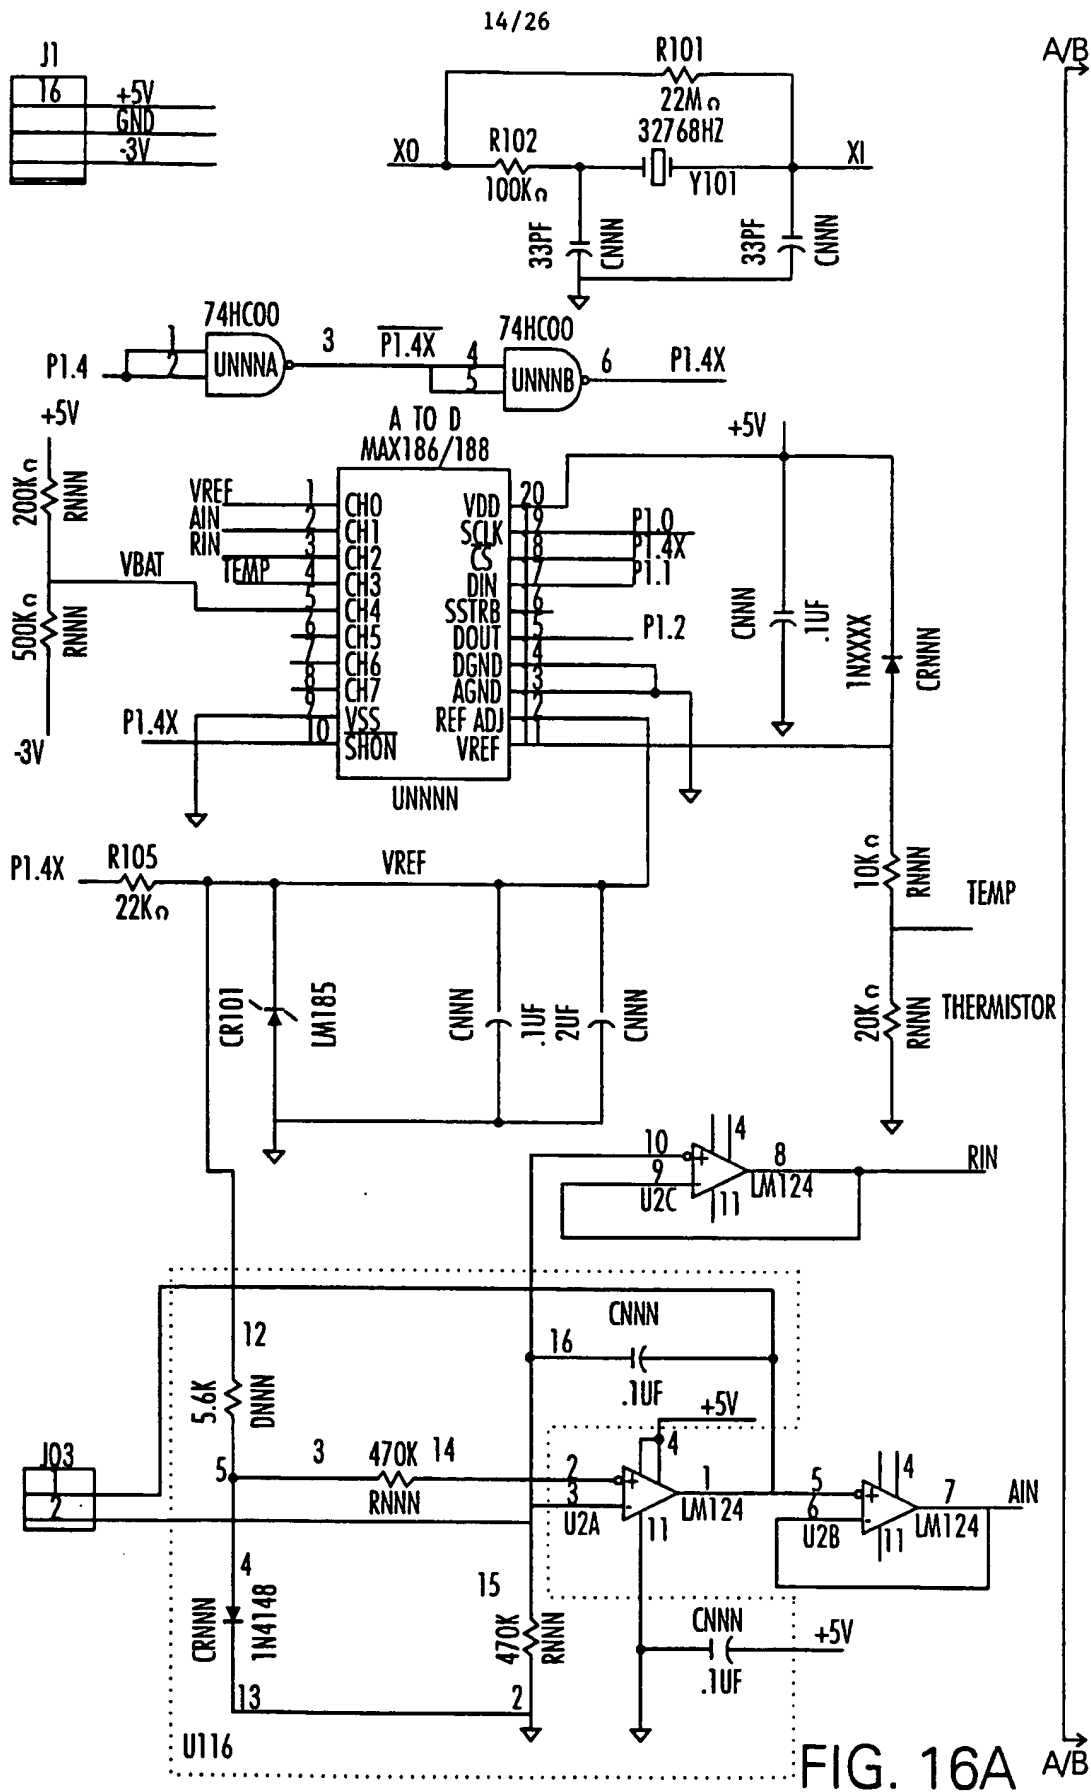 14/26
J1
16
+5V
GND
-3V
A/B
R101
22MΩ
32768HZ
XO
R102
100KΩ
Y101
XI
33PF
CNNN
33PF
CNNN
74HC00
1
2
UNNNA
3
P1.4
P1.4X
74HC00
4
5
UNNNB
6
P1.4X
+5V
200KΩ
RNNN
VBAT
500KΩ
RNNN
-3V
A TO D
MAX186/188
VREF 1 CH0
AIN 2 CH1
RIN 3 CH2
TEMP 4 CH3
5 CH4
6 CH5
7 CH6
8 CH7
9 VSS
P1.4X 10 SHON
VDD 20
SCLK 19 P1.0
CS 18 P1.4X
DIN 17 P1.1
SSTRB 16
DOUT 15 P1.2
DGND 14
AGND 13
REF ADJ 12
VREF 11
UNNNN
+5V
CNNN
.1UF
1NXXXX
CRNNN
P1.4X
R105
22KΩ
VREF
CR101
LM185
CNNN
.1UF
2UF
CNNN
10KΩ
RNNN
TEMP
20KΩ
RNNN
THERMISTOR
10
9
U2C
4
11
8
LM124
RIN
12
CNNN
16
.1UF
5.6K
DNNN
+5V
J03
1
2
5
3
470K
RNNN
14
2
3
U2A
4
11
1
LM124
5
6
U2B
4
11
7
LM124
AIN
4
CRNNN
1N4148
15
470K
RNNN
CNNN
.1UF
+5V
13
2
U116
FIG. 16A
A/B